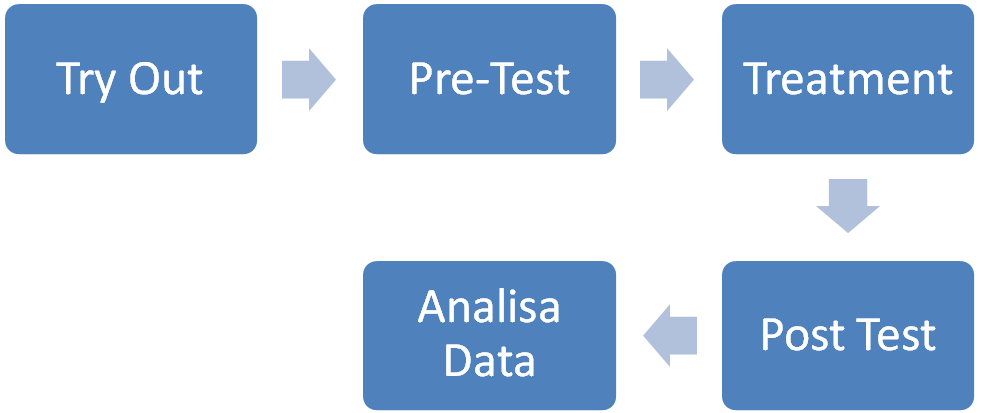 Try Out
Pre-Test
Treatment
Post Test
Analisa
Data